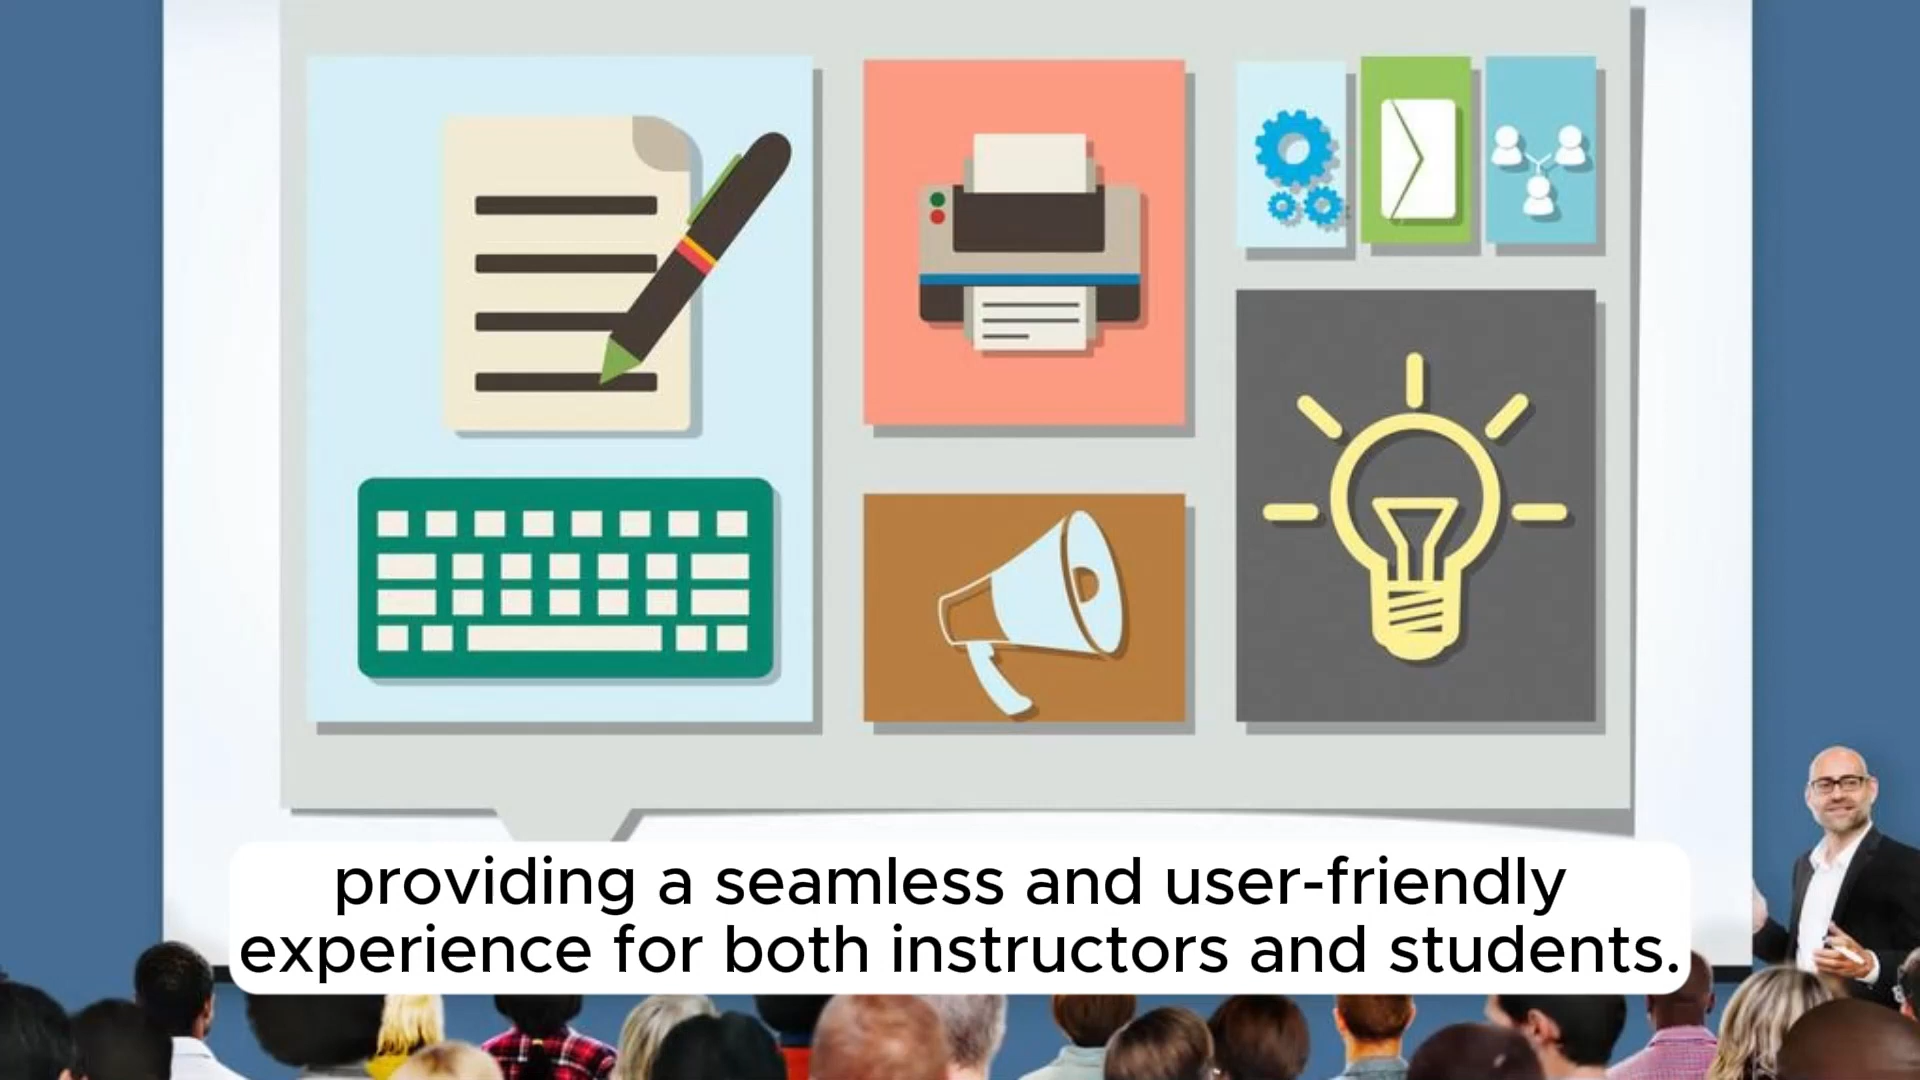 providing a seamless and user-friendly
experience for both instructors and students.